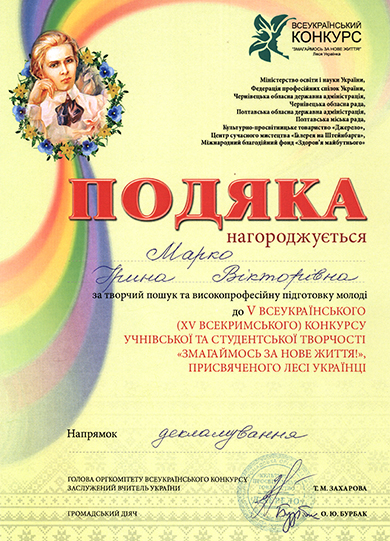 ВСЕУКРАЇНСЬКИЙ
КОНКУРС
"ЗМАГАЙМОСЬ ЗА НОВЕ ЖИТТЯ"
Леся Українка
Міністерство освіти і науки України,
Федерація професійних спілок України,
Чернівецька обласна державна адміністрація,
Чернівецька обласна рада,
Полтавська обласна державна адміністрація,
Полтавська міська рада,
Культурно-просвітницьке товариство «Джерело»,
Центр сучасного мистецтва «Галерея на Штейнбарга»,
Міжнародний благодійний фонд «Здоров'я майбутнього»
ПОДЯКА
нагороджується
Марко
Ірина Вікторівна
за творчий пошук та високопрофесійну підготовку молоді
до V ВСЕУКРАЇНСЬКОГО
(XV ВСЕКРИМСЬКОГО) КОНКУРСУ
УЧНІВСЬКОЇ ТА СТУДЕНТСЬКОЇ ТВОРЧОСТІ
«ЗМАГАЙМОСЬ ЗА НОВЕ ЖИТТЯ!»,
ПРИСВЯЧЕНОГО ЛЕСІ УКРАЇНЦІ
Напрямок декламування
ГОЛОВА ОРГКОМІТЕТУ ВСЕУКРАЇНСЬКОГО КОНКУРСУ
ЗАСЛУЖЕНИЙ ВЧИТЕЛЬ УКРАЇНИ Т. М. ЗАХАРОВА
ГРОМАДСЬКИЙ ДІЯЧ О. Ю. БУРБАК